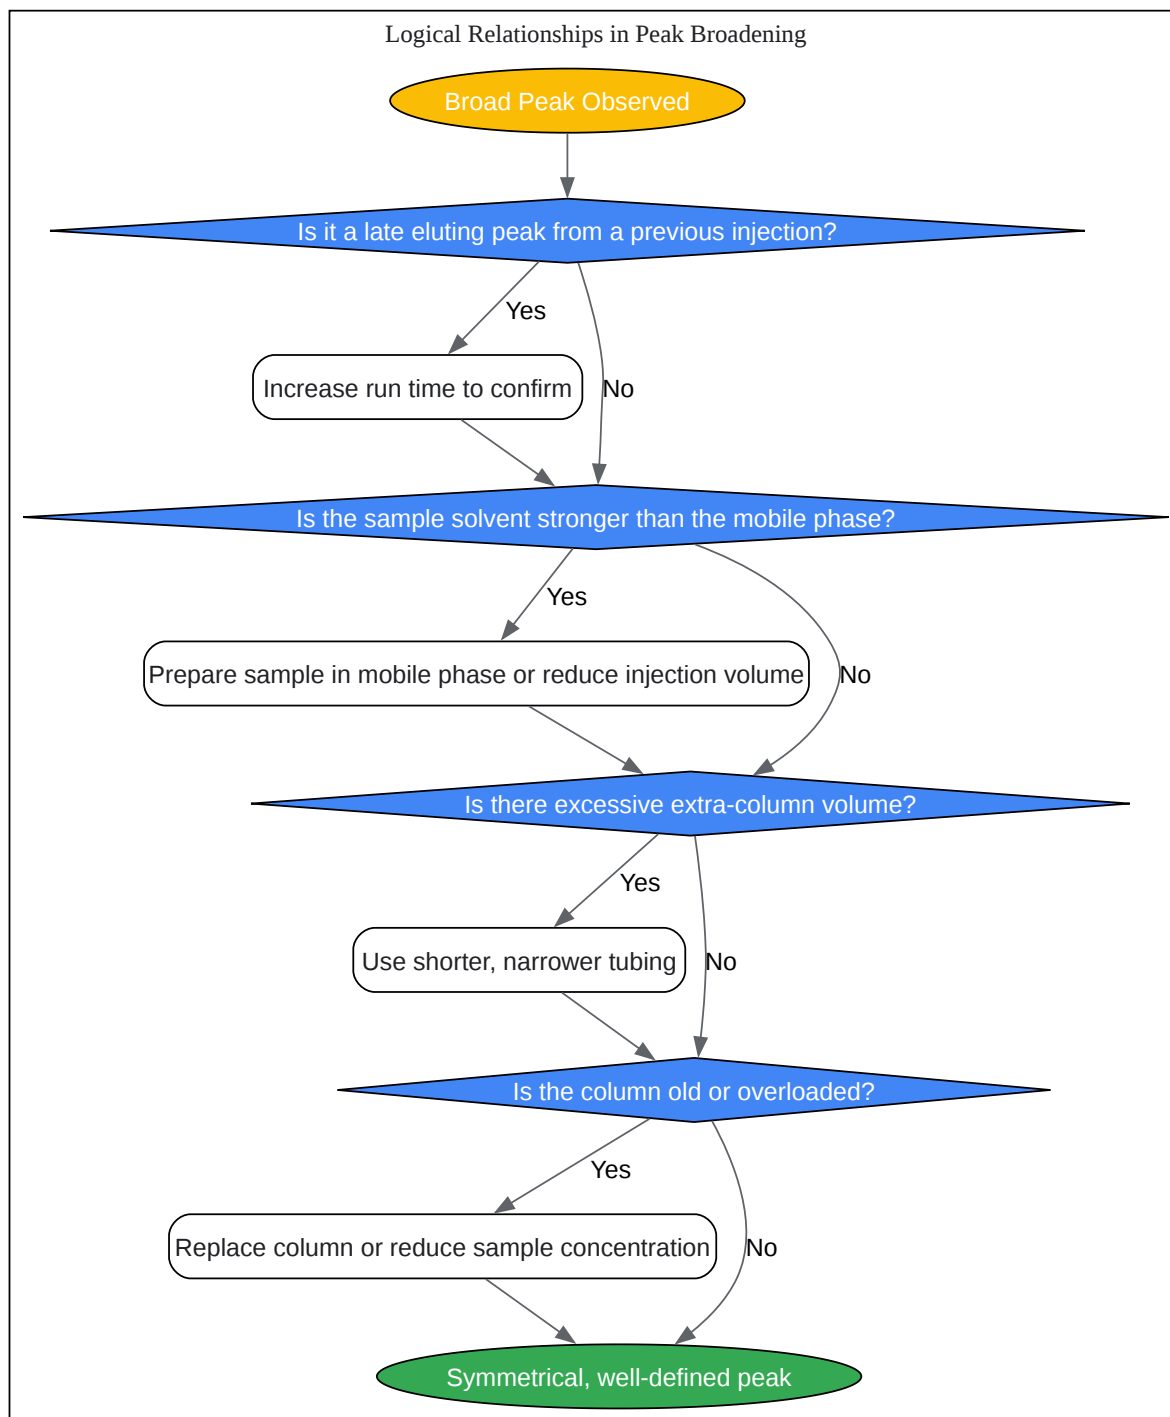 Logical Relationships in Peak Broadening
Broad Peak Observed
Is it a late eluting peak from a previous injection?
Yes
Increase run time to confirm
No
Is the sample solvent stronger than the mobile phase?
Yes
Prepare sample in mobile phase or reduce injection volume
No
Is there excessive extra-column volume?
Yes
Use shorter, narrower tubing
No
Is the column old or overloaded?
Yes
Replace column or reduce sample concentration
No
Symmetrical, well-defined peak